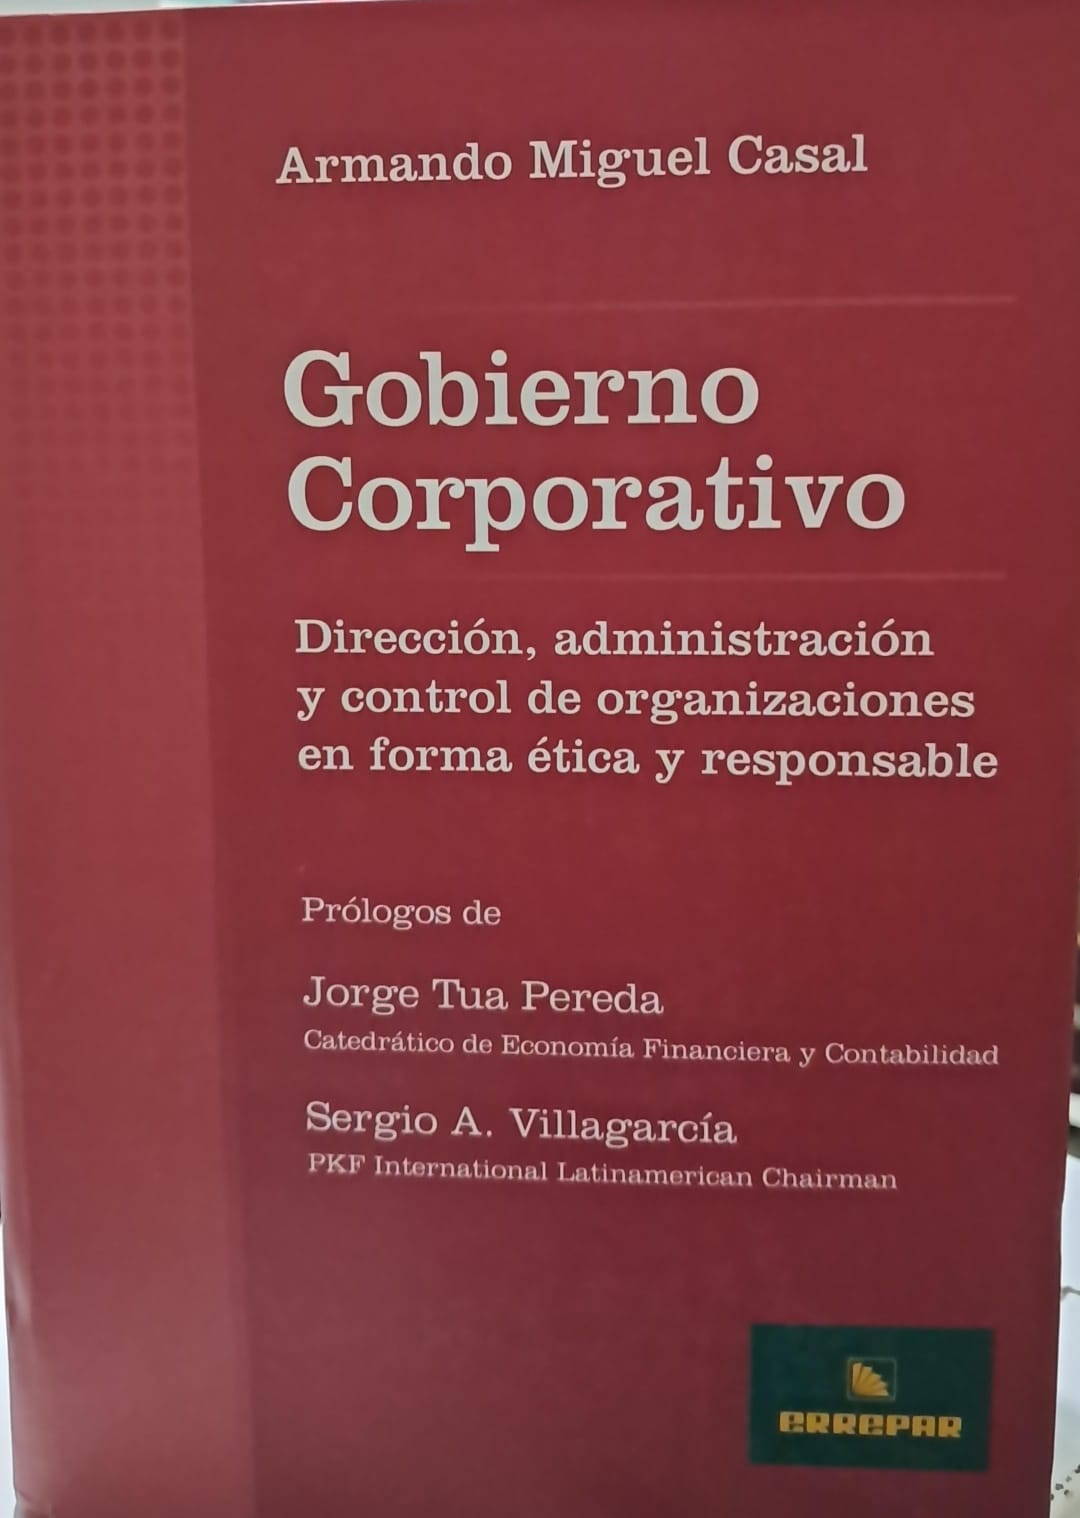 Armando Miguel Casal
Gobierno
Corporativo
Dirección, administración
y control de organizaciones
en forma ética y responsable
Prólogos de
Jorge Tua Pereda
Catedrático de Economía Financiera y Contabilidad
Sergio A. Villagarcía
PKF International Latinamerican Chairman
ERREPAR